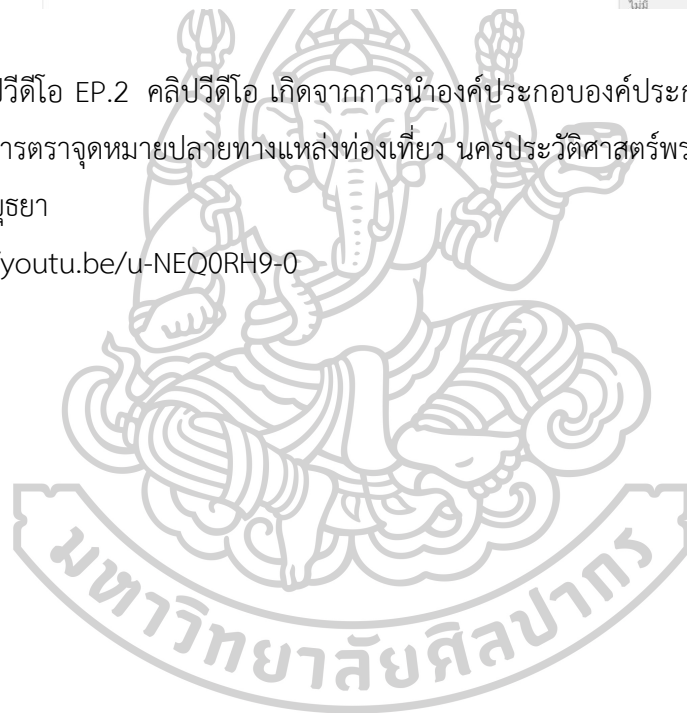 ไม่มี
ปวีดีโอ EP.2 คลิปวีดีโอ เกิดจากการนำองค์ประกอบองค์ประก
ารตราจุดหมายปลายทางแหล่งท่องเที่ยว นครประวัติศาสตร์พร
ยุธยา
/youtu.be/u-NEQ0RH9-0
มหาวิทยาลัยศิลปากร